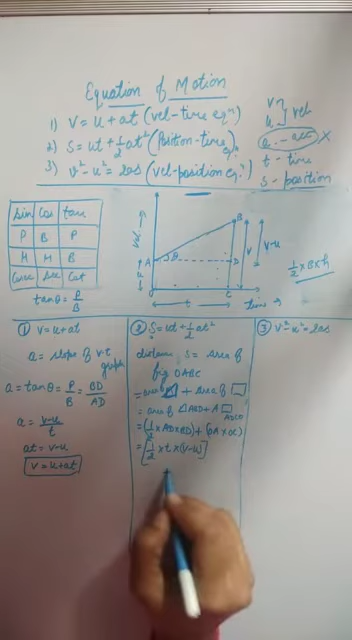 Equation of Motion
1) V = u + at (vel-time eqⁿ)
2) S = ut + ½ at² (Position-time eqⁿ)
3) v² - u² = 2as (vel-position eqⁿ)
v } vel
u
a - acc X
t - time
s - position
sin Cos tan
P B P
H H B
Cosec Sec Cot
tanθ = P/B
Vel →
A θ B D
O C
u t v v-u
time →
½ × B × h
① V = u + at
a = slope of v-t graph
a = tanθ = P/B = BD/AD
a = v-u/t
at = v-u
v = u + at
② S = ut + ½ at²
distance, S = area of
fig OABC
= area of △ + area of □
= area of △ABD + A □ ADCO
= (½ × AD × BD) + (OA × OC)
= [½ × t × (v-u)]
③ v² - u² = 2as